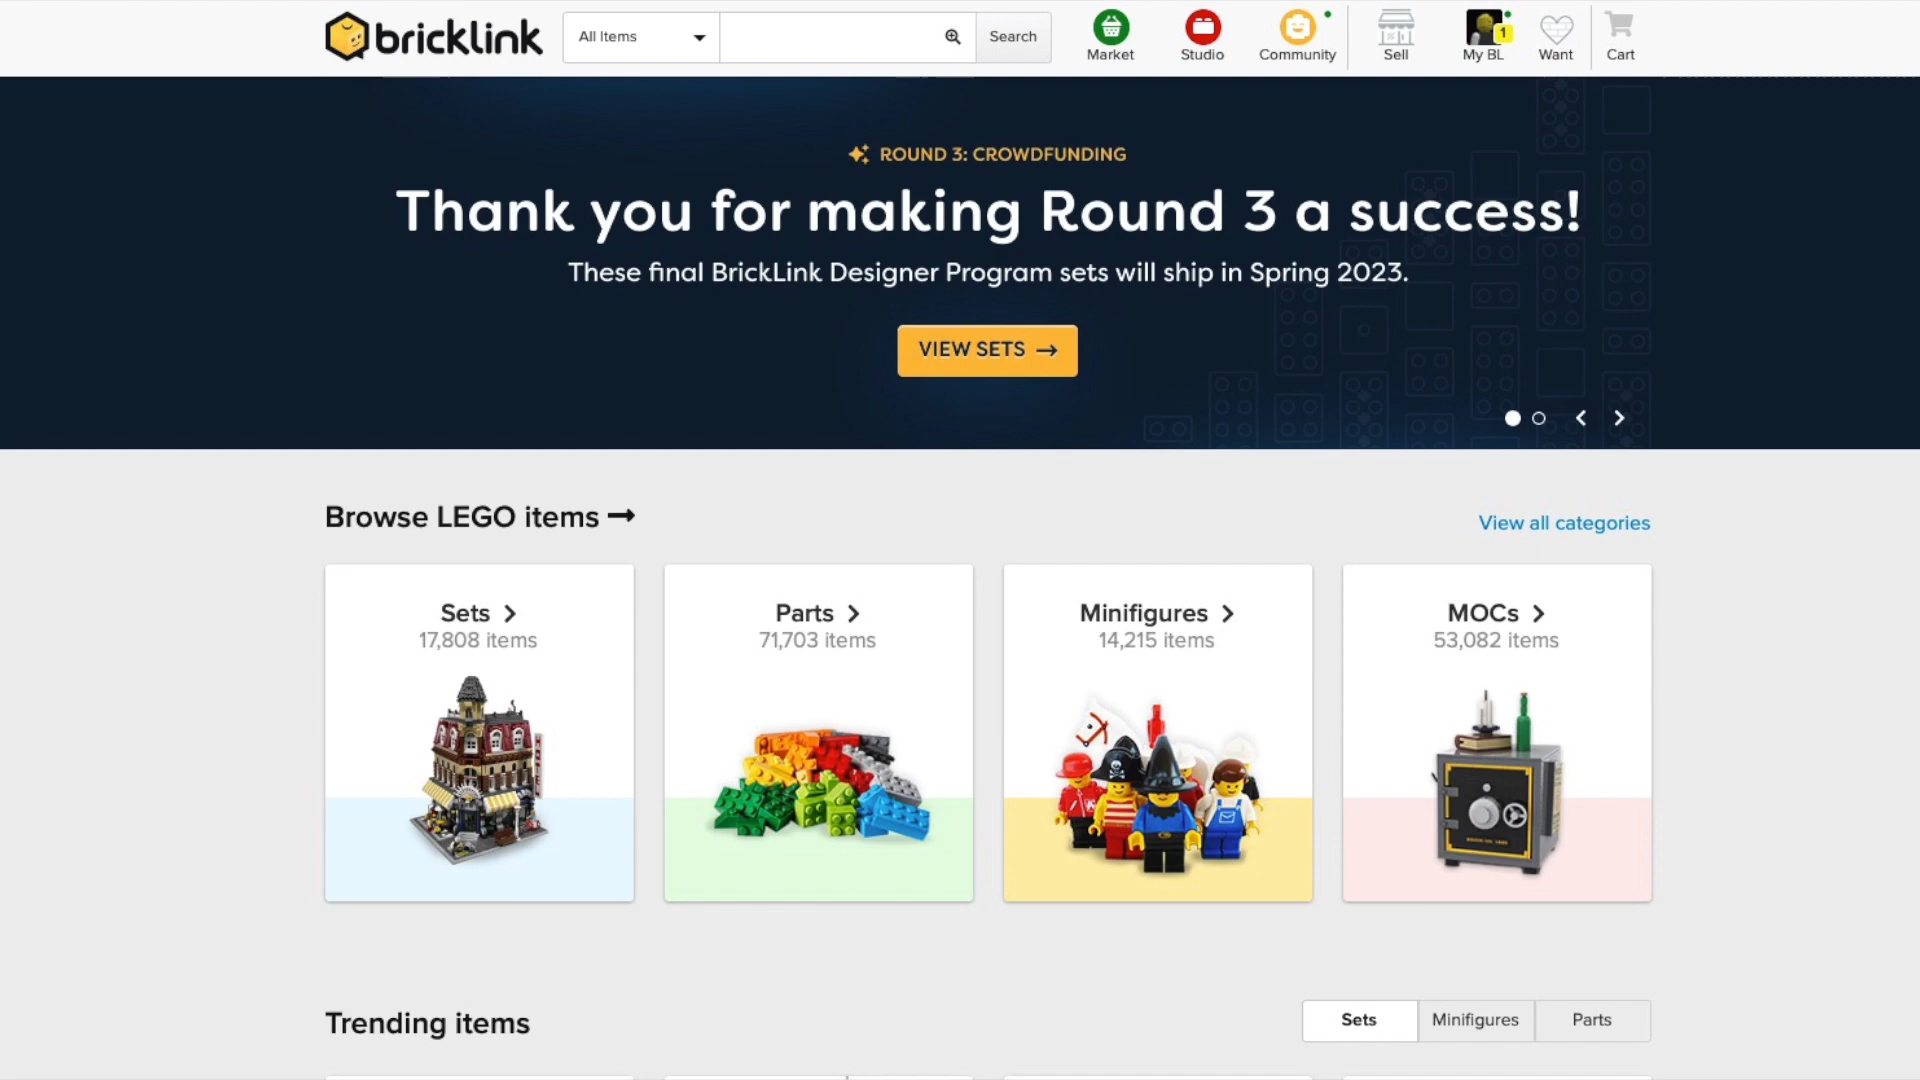 bricklink
All Items
Search
Market
Studio
Community
Sell
1
My BL
Want
Cart
ROUND 3: CROWDFUNDING
Thank you for making Round 3 a success!
These final BrickLink Designer Program sets will ship in Spring 2023.
VIEW SETS →
Browse LEGO items →
View all categories
Sets >
17,808 items
Parts >
71,703 items
Minifigures >
14,215 items
MOCs >
53,082 items
Trending items
Sets
Minifigures
Parts